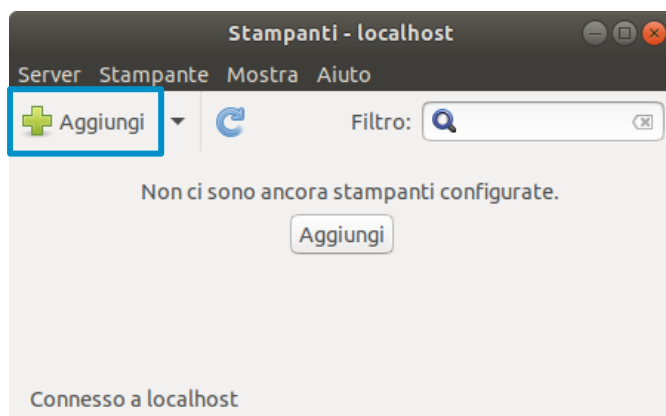 Stampanti - localhost
Server Stampante Mostra Aiuto
Aggiungi Filtro:
Non ci sono ancora stampanti configurate.
Aggiungi
Connesso a localhost